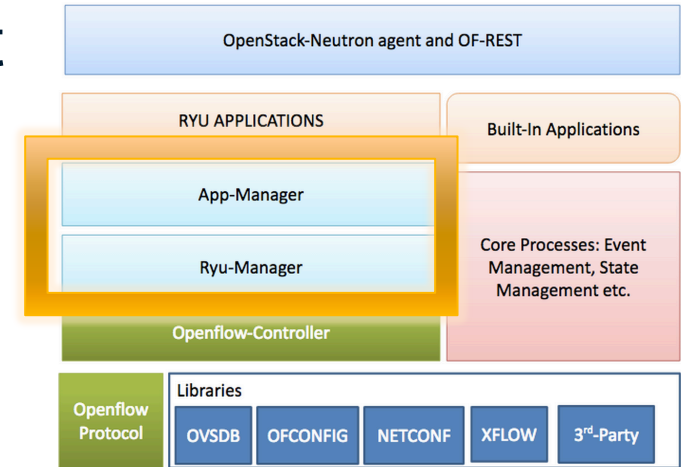 OpenStack-Neutron agent and OF-REST
RYU APPLICATIONS
Built-In Applications
App-Manager
Ryu-Manager
Core Processes: Event
Management, State
Management etc.
Openflow-Controller
Openflow
Protocol
Libraries
OVSDB
OFCONFIG
NETCONF
XFLOW
3rd-Party